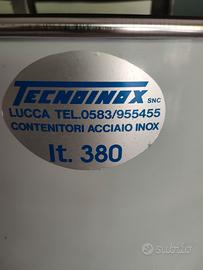 TECNOINOX SNC
LUCCA TEL.0583/955455
CONTENITORI ACCIAIO INOX
lt. 380
subito